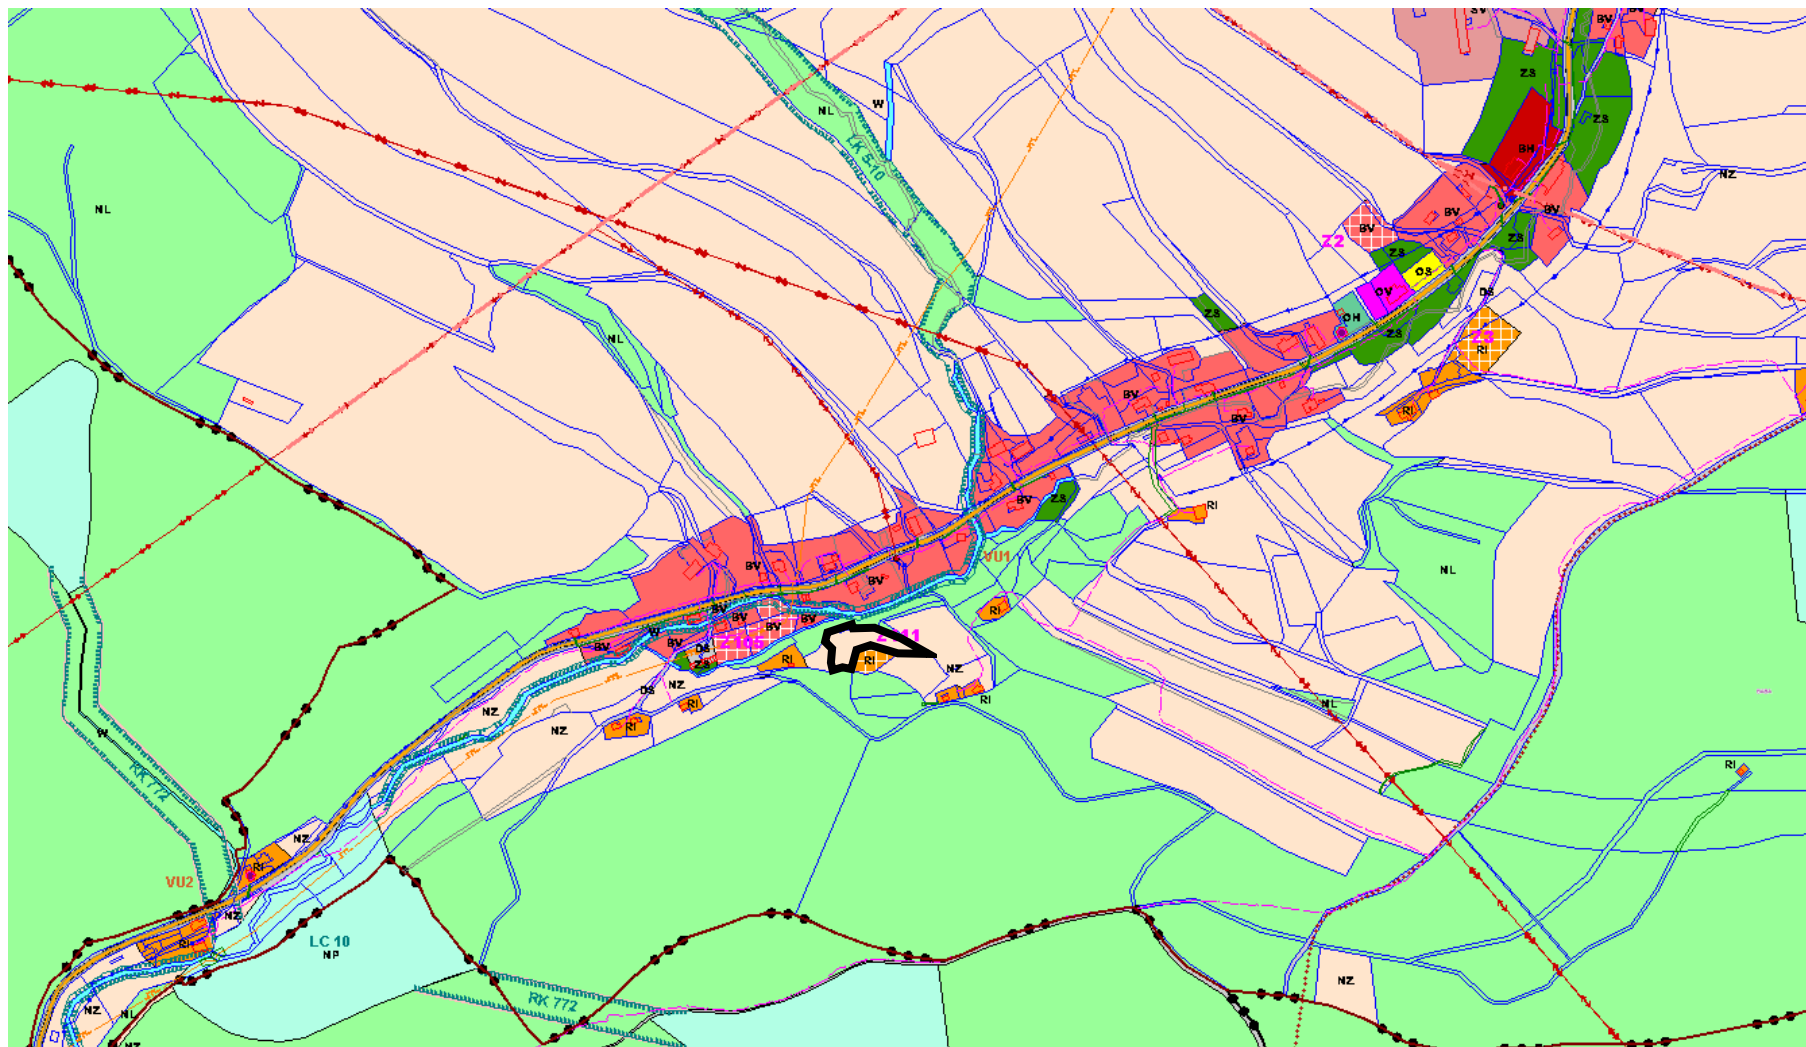 SV
BV
BV
ZS
NL
W
LK 5-10
ZS
BH
NZ
NL
BV
BV
BV
Z2
ZS
ZS
OS
OV
DS
ZS
OH
ZS
NL
Z3
RI
BV
RI
BV
BV
ZS
RI
VU1
BV
NL
BV
BV
RI
BV
BV
BV
W
BV
BV
DS
ZS
RI
RI
NZ
DS
NZ
RI
NZ
RI
NL
NZ
RI
W
RK 772
RI
NZ
RI
VU2
NZ
RI
LC 10
NP
NZ
RK 772
NZ
NL
NZ